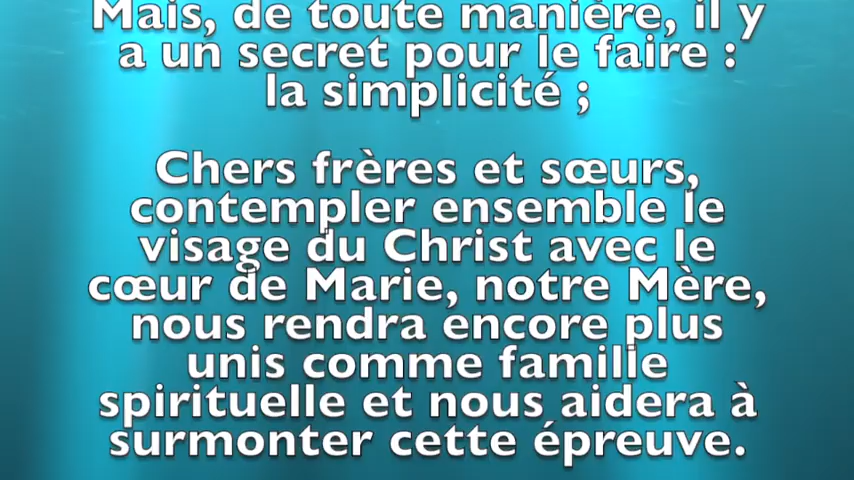 Mais, de toute manière, il y
a un secret pour le faire :
la simplicité ;
Chers frères et sœurs,
contempler ensemble le
visage du Christ avec le
cœur de Marie, notre Mère,
nous rendra encore plus
unis comme famille
spirituelle et nous aidera à
surmonter cette épreuve.